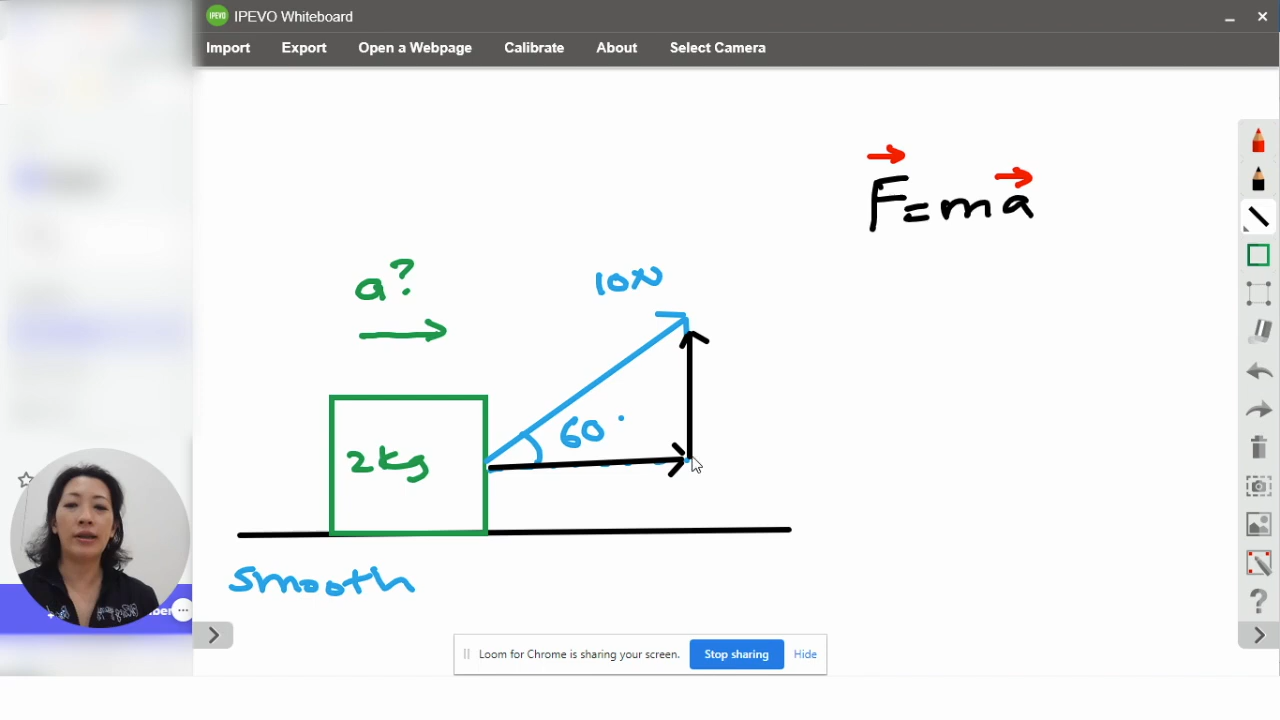 IPEVO IPEVO Whiteboard
Import Export Open a Webpage Calibrate About Select Camera
F=ma
a?
10N
60°
2kg
smooth
Loom for Chrome is sharing your screen. Stop sharing Hide